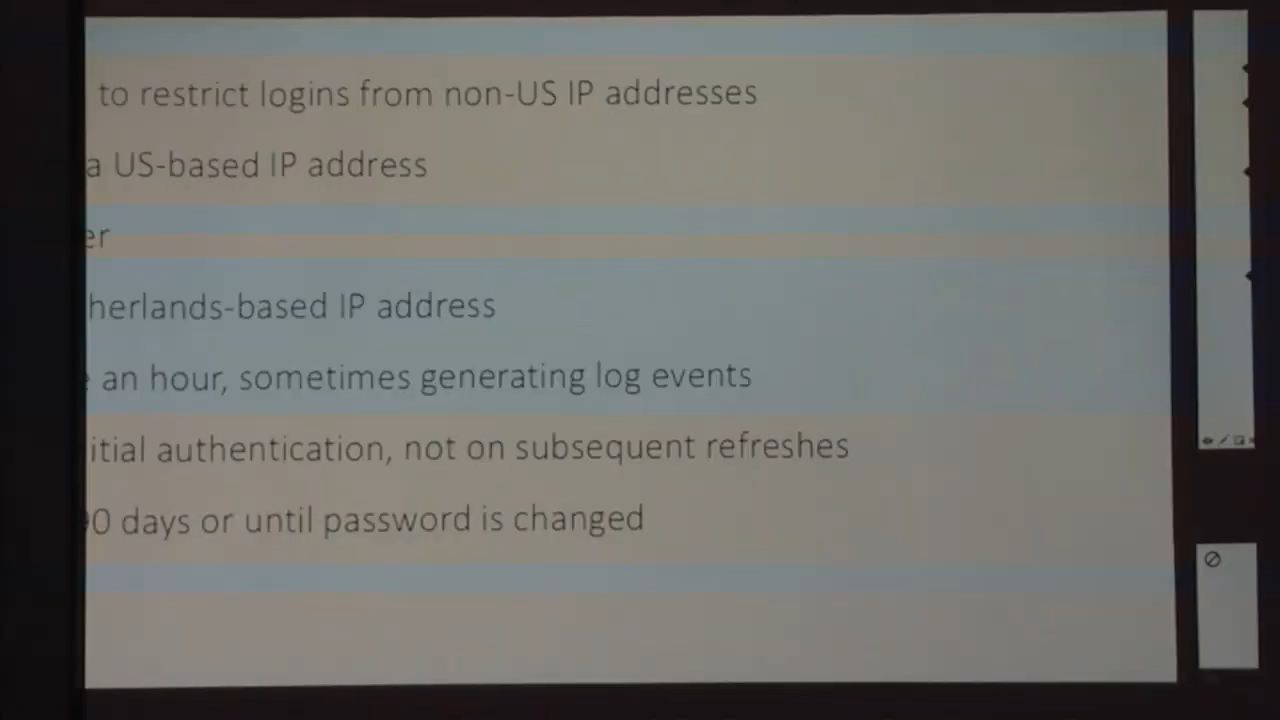 to restrict logins from non-US IP addresses
a US-based IP address
er
herlands-based IP address
an hour, sometimes generating log events
itial authentication, not on subsequent refreshes
0 days or until password is changed